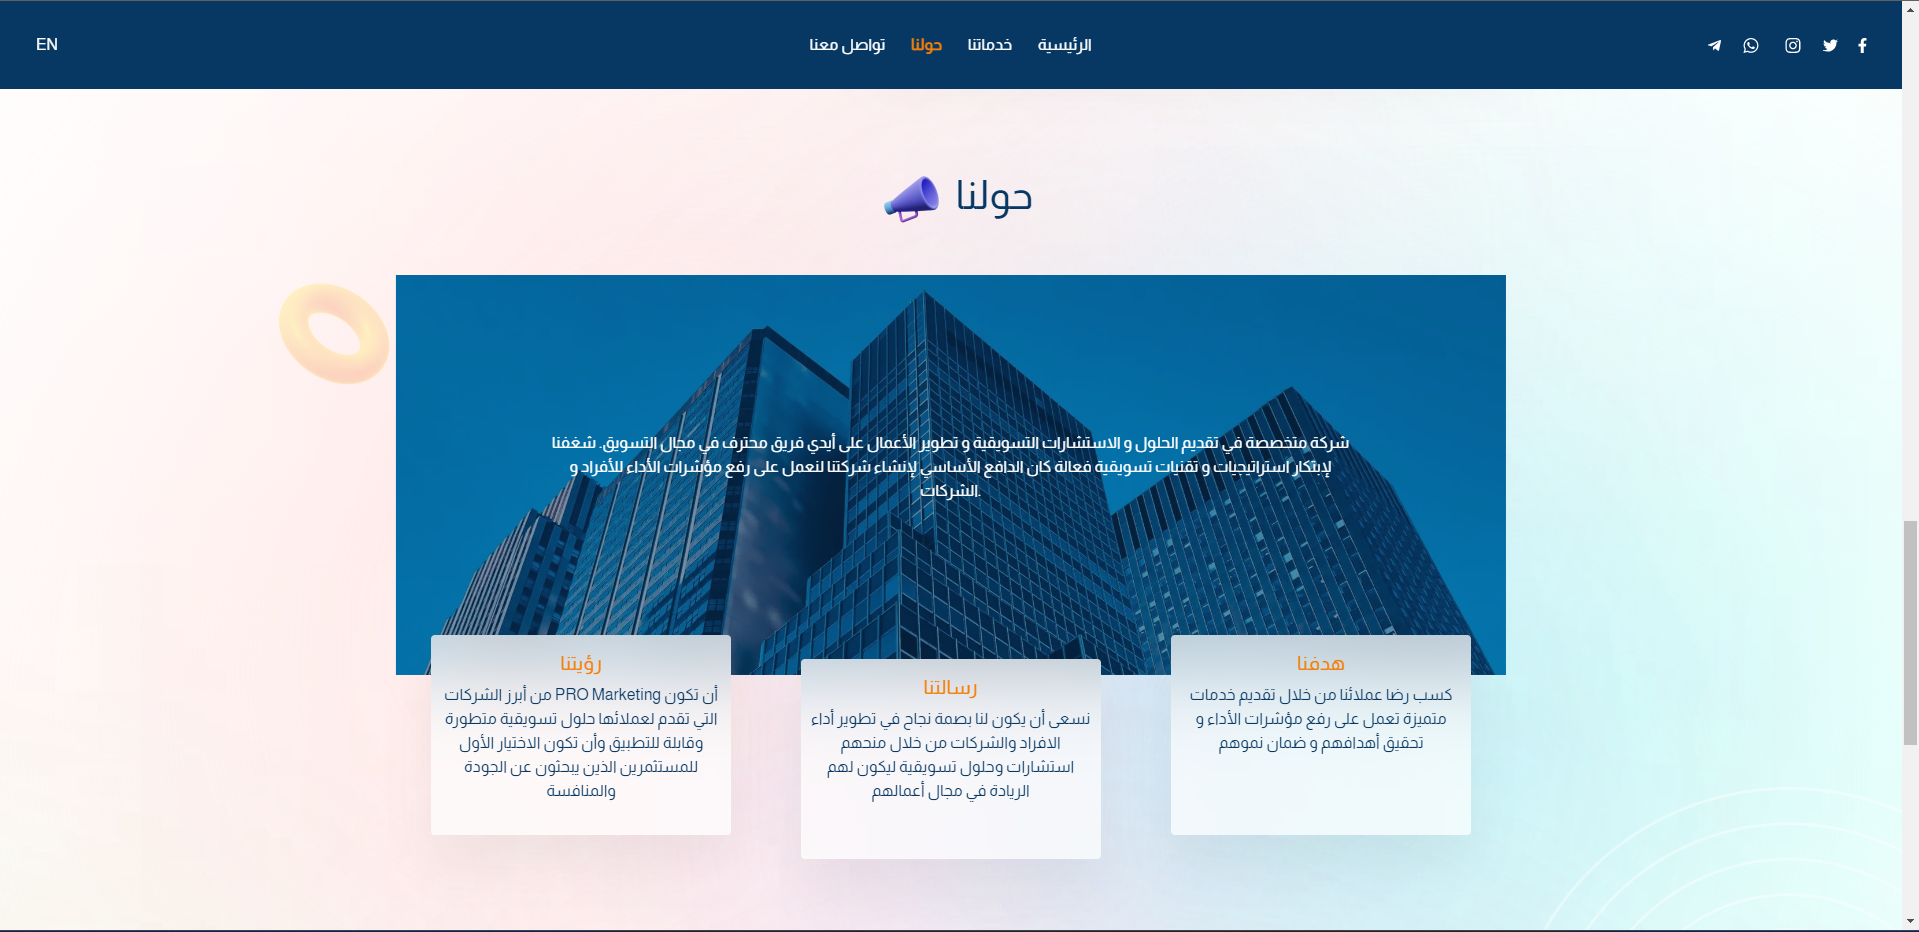 الرئيسية
خدماتنا
حولنا
تواصل معنا
EN
حولنا
شركة متخصصة في تقديم الحلول و الاستشارات التسويقية و تطوير الأعمال على أيدي فريق محترف في مجال التسويق. شغفنا
لإبتكار استراتيجيات و تقنيات تسويقية فعالة كان الدافع الأساسي لإنشاء شركتنا لنعمل على رفع مؤشرات الأداء للأفراد و
الشركات.
هدفنا
كسب رضا عملائنا من خلال تقديم خدمات
متميزة تعمل على رفع مؤشرات الأداء و
تحقيق أهدافهم و ضمان نموهم
رسالتنا
نسعى أن يكون لنا بصمة نجاح في تطوير أداء
الافراد والشركات من خلال منحهم
استشارات وحلول تسويقية ليكون لهم
الريادة في مجال أعمالهم
رؤيتنا
أن تكون PRO Marketing من أبرز الشركات
التي تقدم لعملائها حلول تسويقية متطورة
وقابلة للتطبيق وأن تكون الاختيار الأول
للمستثمرين الذين يبحثون عن الجودة
والمنافسة